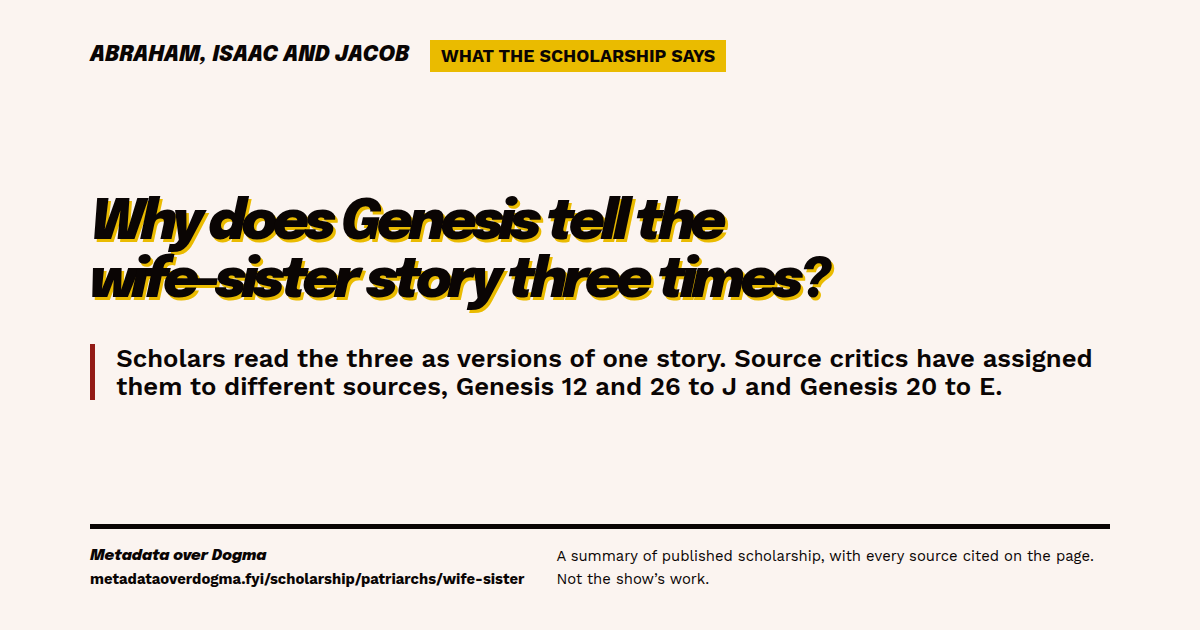 ABRAHAM, ISAAC AND JACOB
WHAT THE SCHOLARSHIP SAYS
Why does Genesis tell the
wife-sister story three times?
Scholars read the three as versions of one story. Source critics have assigned
them to different sources, Genesis 12 and 26 to J and Genesis 20 to E.
Metadata over Dogma
metadataoverdogma.fyi/scholarship/patriarchs/wife-sister
A summary of published scholarship, with every source cited on the page.
Not the show’s work.